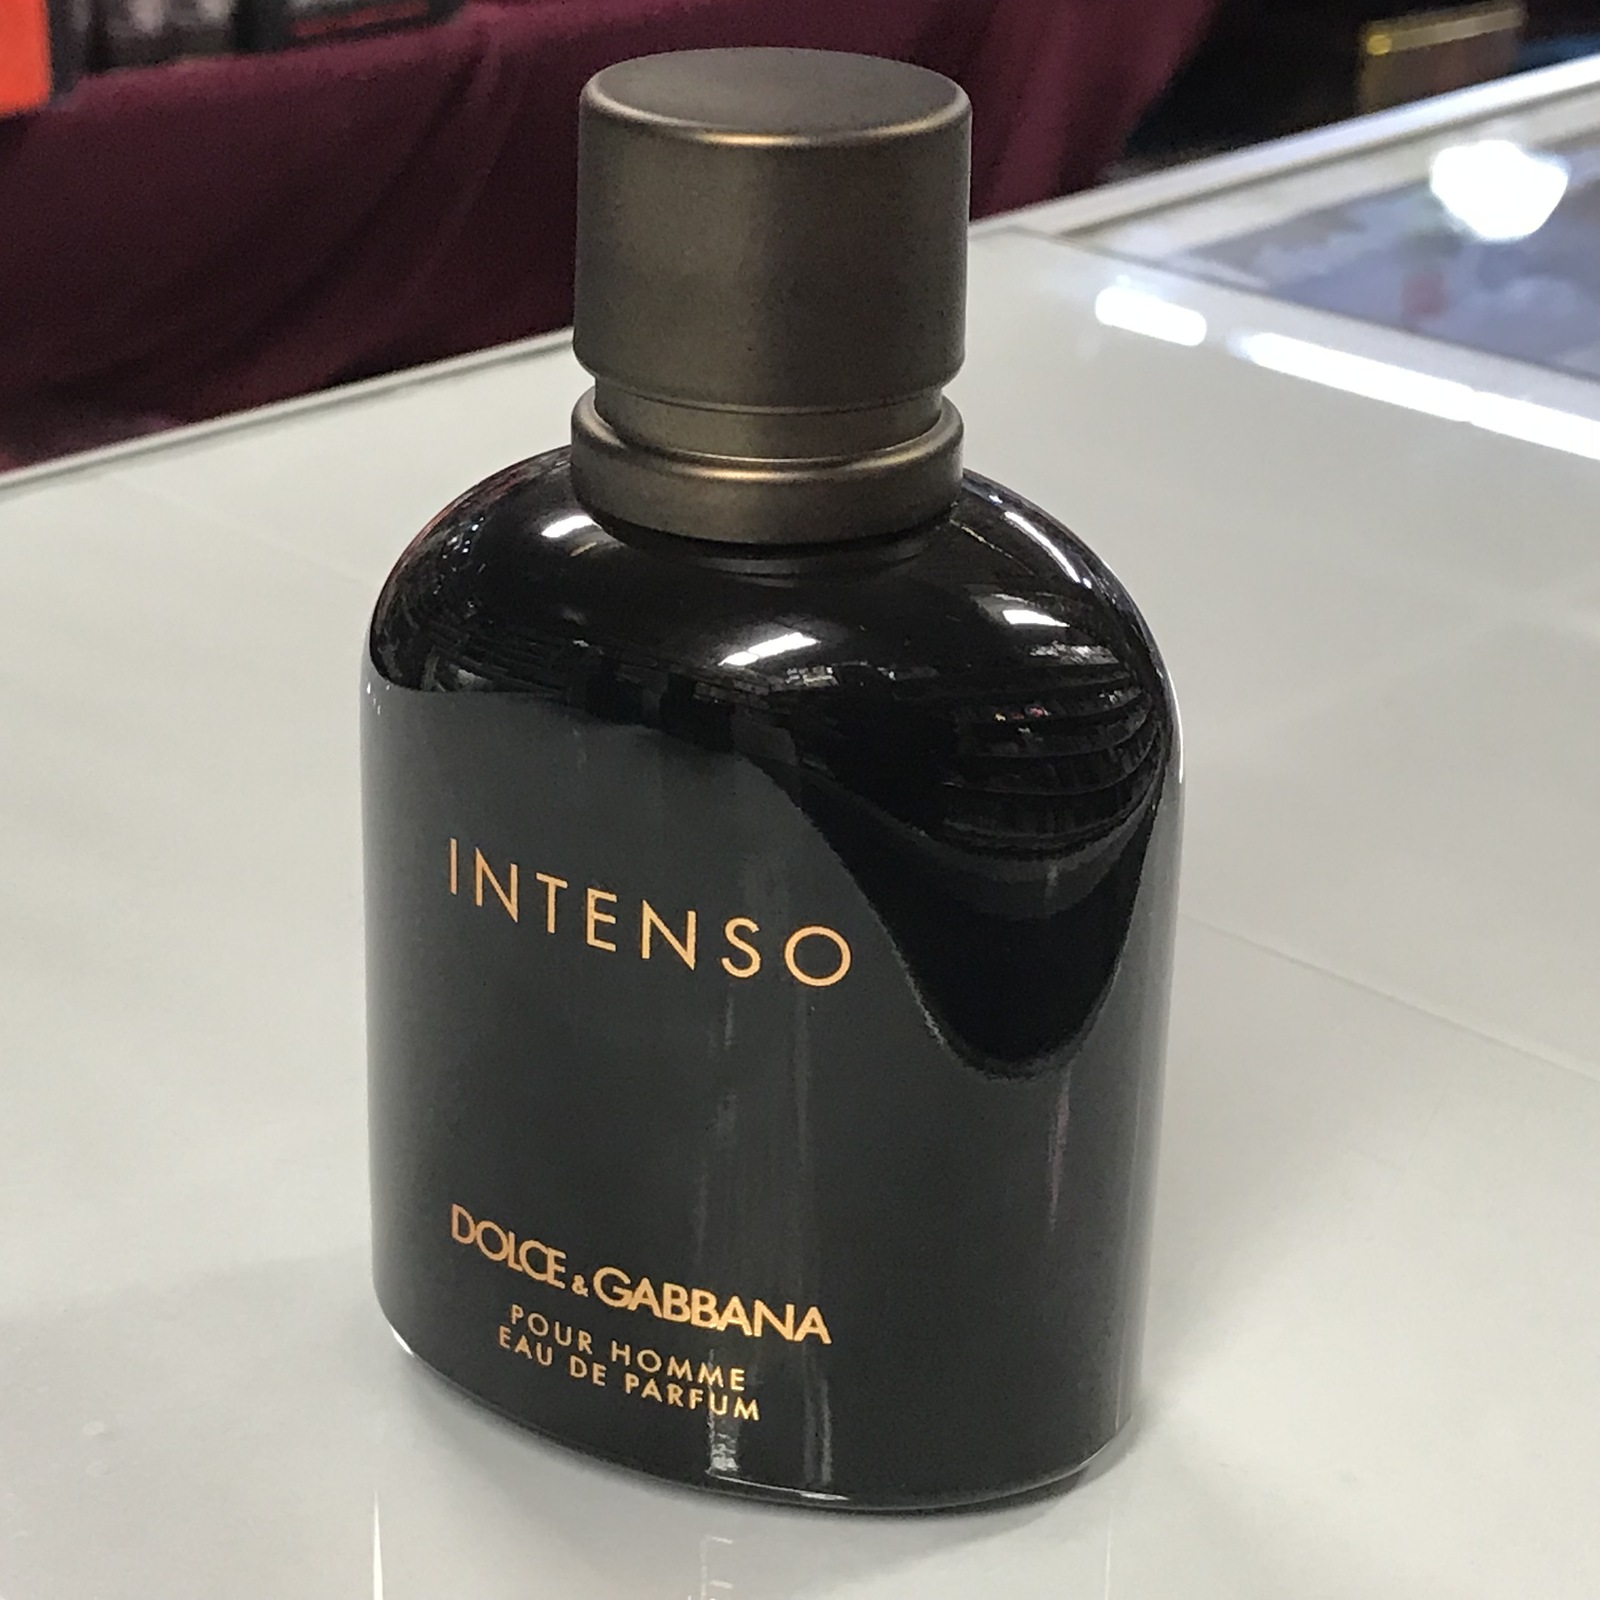 INTENSO
DOLCE & GABBANA
POUR HOMME
EAU DE PARFUM